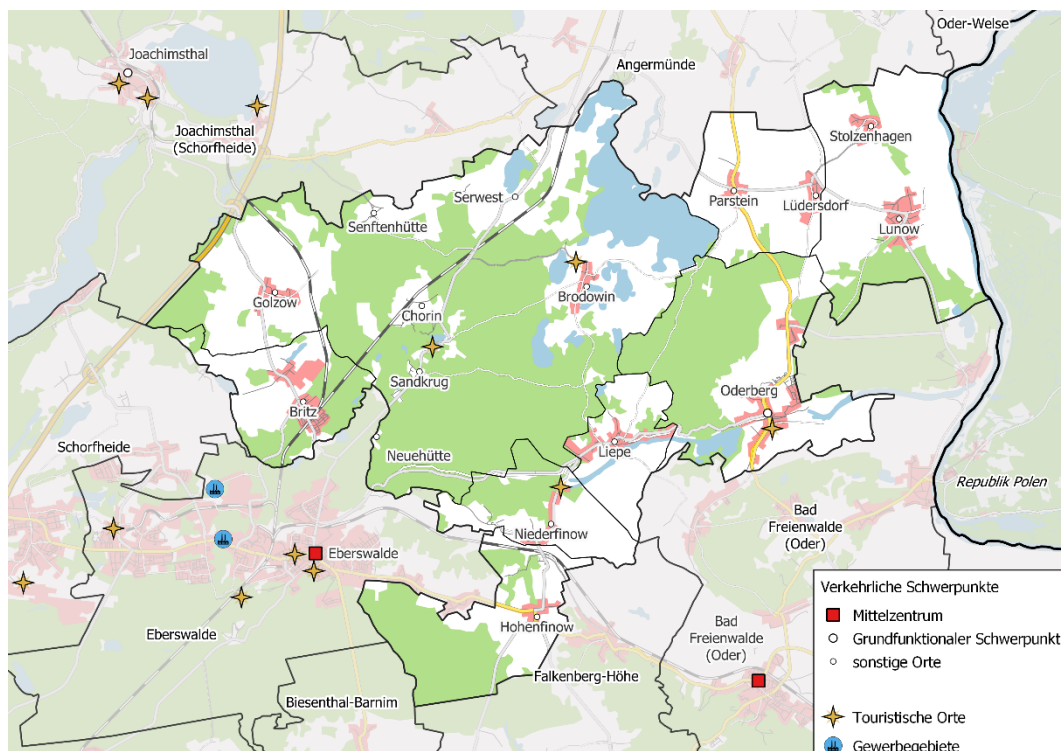 Oder-Welse
Joachimsthal
Angermünde
Joachimsthal
(Schorfheide)
Stolzenhagen
Serwest
Parstein
Lüdersdorf
Senftenhütte
Lunow
Brodowin
Golzow
Chorin
Sandkrug
Oderberg
Britz
Schorfheide
Liepe
Neuehütte
Republik Polen
Bad
Freienwalde
(Oder)
Niederfinow
Eberswalde
Verkehrliche Schwerpunkte
Mittelzentrum
Hohenfinow
Eberswalde
Bad
Freienwalde
(Oder)
Grundfunktionaler Schwerpunkt
sonstige Orte
Falkenberg-Höhe
Biesenthal-Barnim
Touristische Orte
Gewerbegebiete